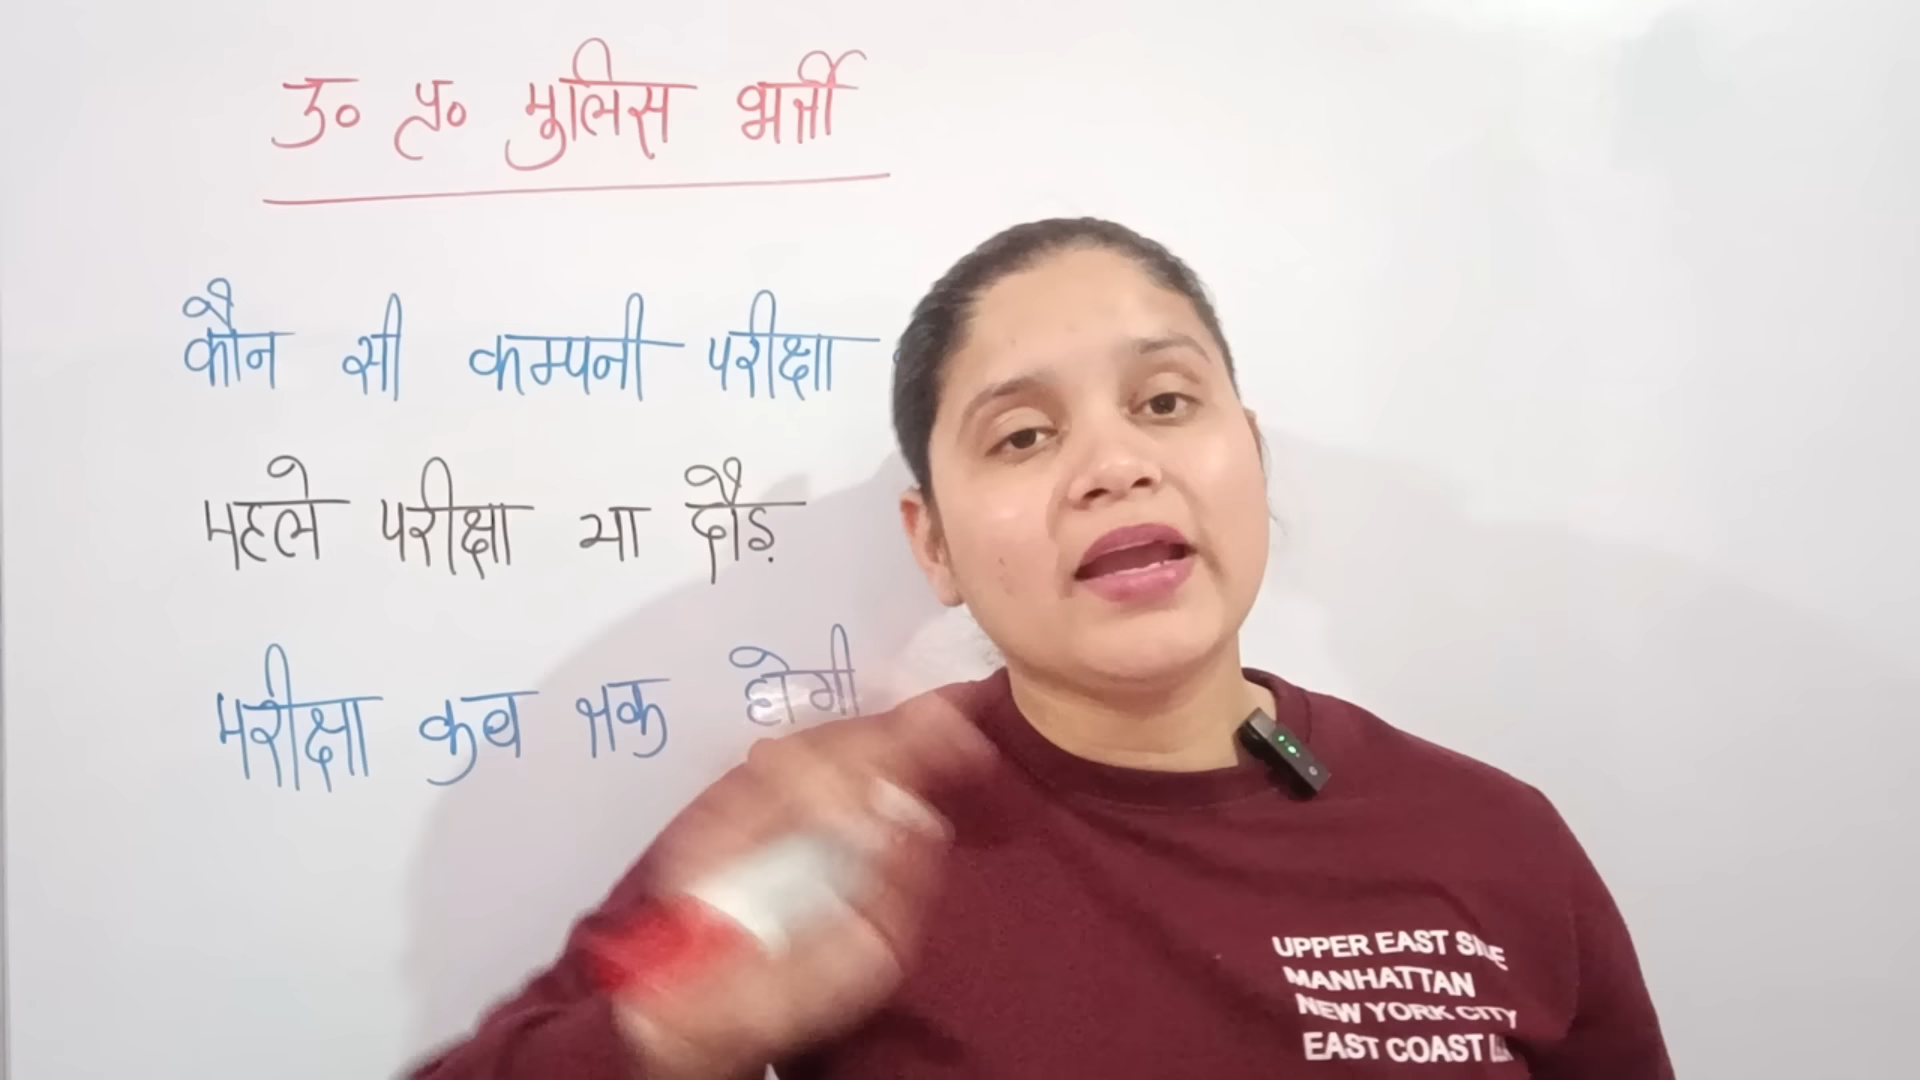 उ० प्र० पुलिस भर्ती
कौन सी कम्पनी परीक्षा
पहले परीक्षा या दौड़
परीक्षा कब तक होगी
UPPER EAST SIDE
MANHATTAN
NEW YORK CITY
EAST COAST